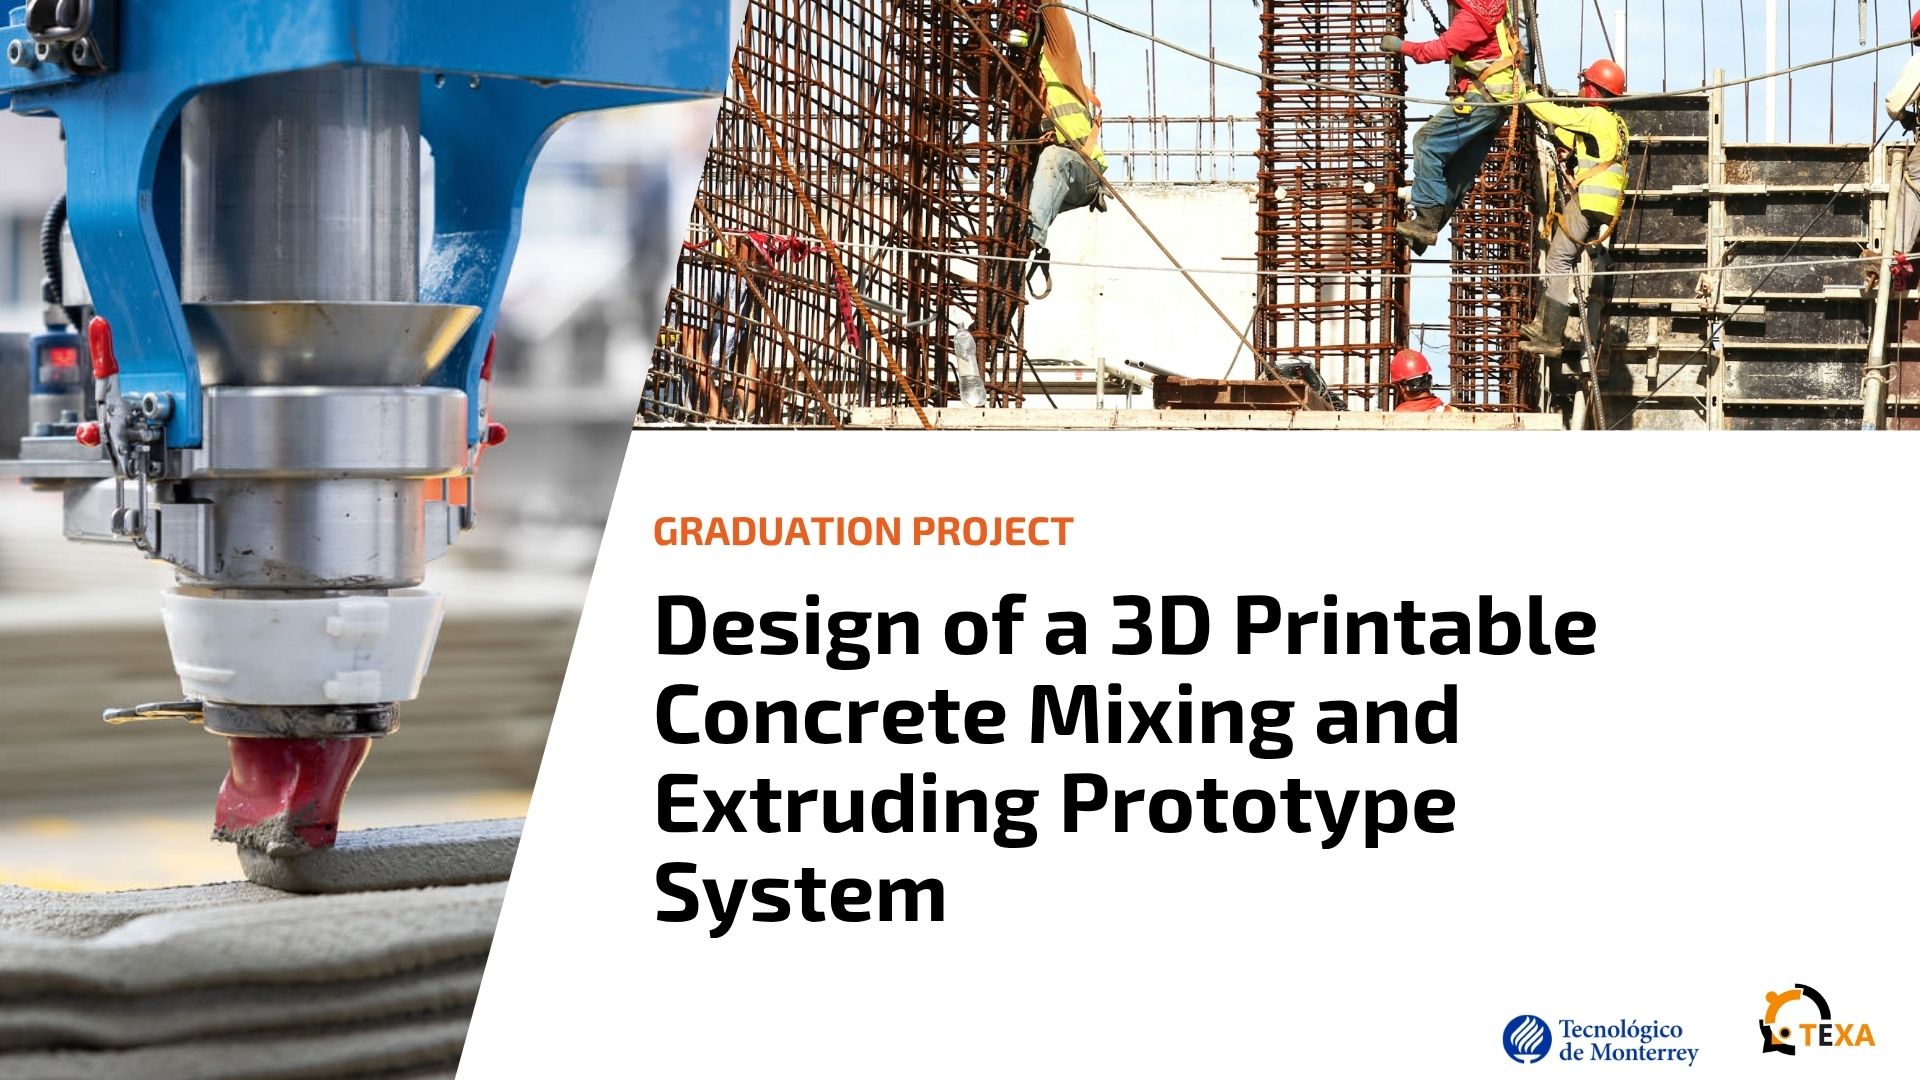 GRADUATION PROJECT
Design of a 3D Printable
Concrete Mixing and
Extruding Prototype
System
Tecnológico
de Monterrey
TEXA